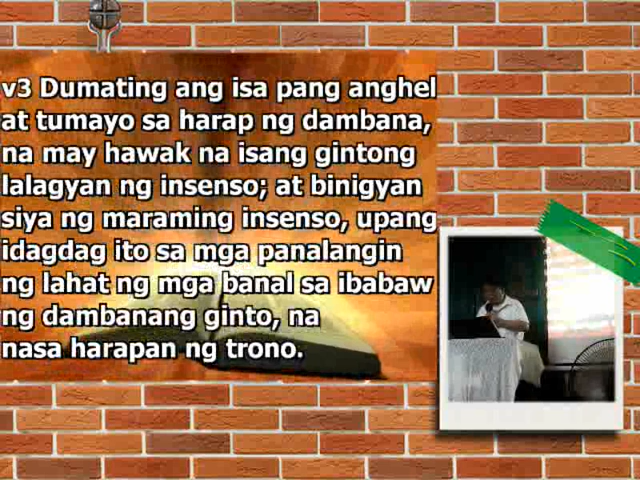 v3 Dumating ang isa pang anghel
at tumayo sa harap ng dambana,
na may hawak na isang gintong
lalagyan ng insenso; at binigyan
siya ng maraming insenso, upang
idagdag ito sa mga panalangin
ng lahat ng mga banal sa ibabaw
ng dambanang ginto, na
nasa harapan ng trono.